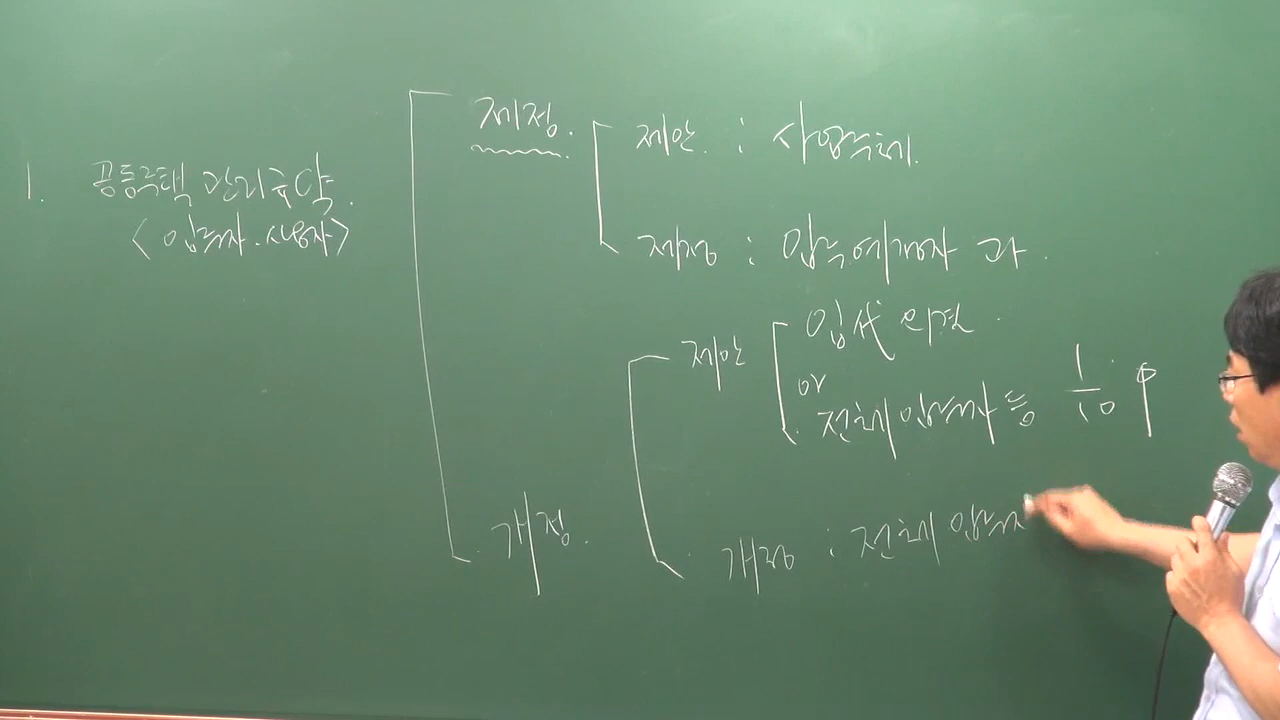 1. 공동주택 관리규약.
<입주자.사용자>
제정.
제안. : 사업주체.
제정 : 입주예정자 과.
제안
입대 의결.
or
전체 입주자 등 1/10 ↑
개정.
개정 : 전체 입주자